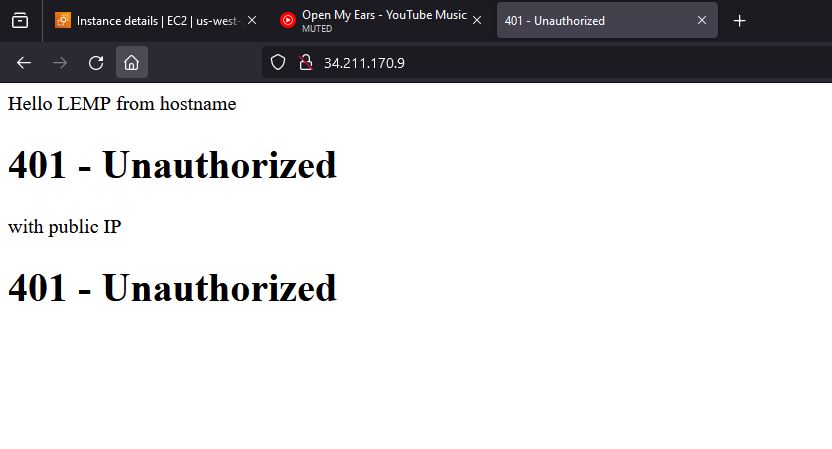 Instance details | EC2 | us-west-
Open My Ears - YouTube Music
MUTED
401 - Unauthorized
34.211.170.9
Hello LEMP from hostname
401 - Unauthorized
with public IP
401 - Unauthorized